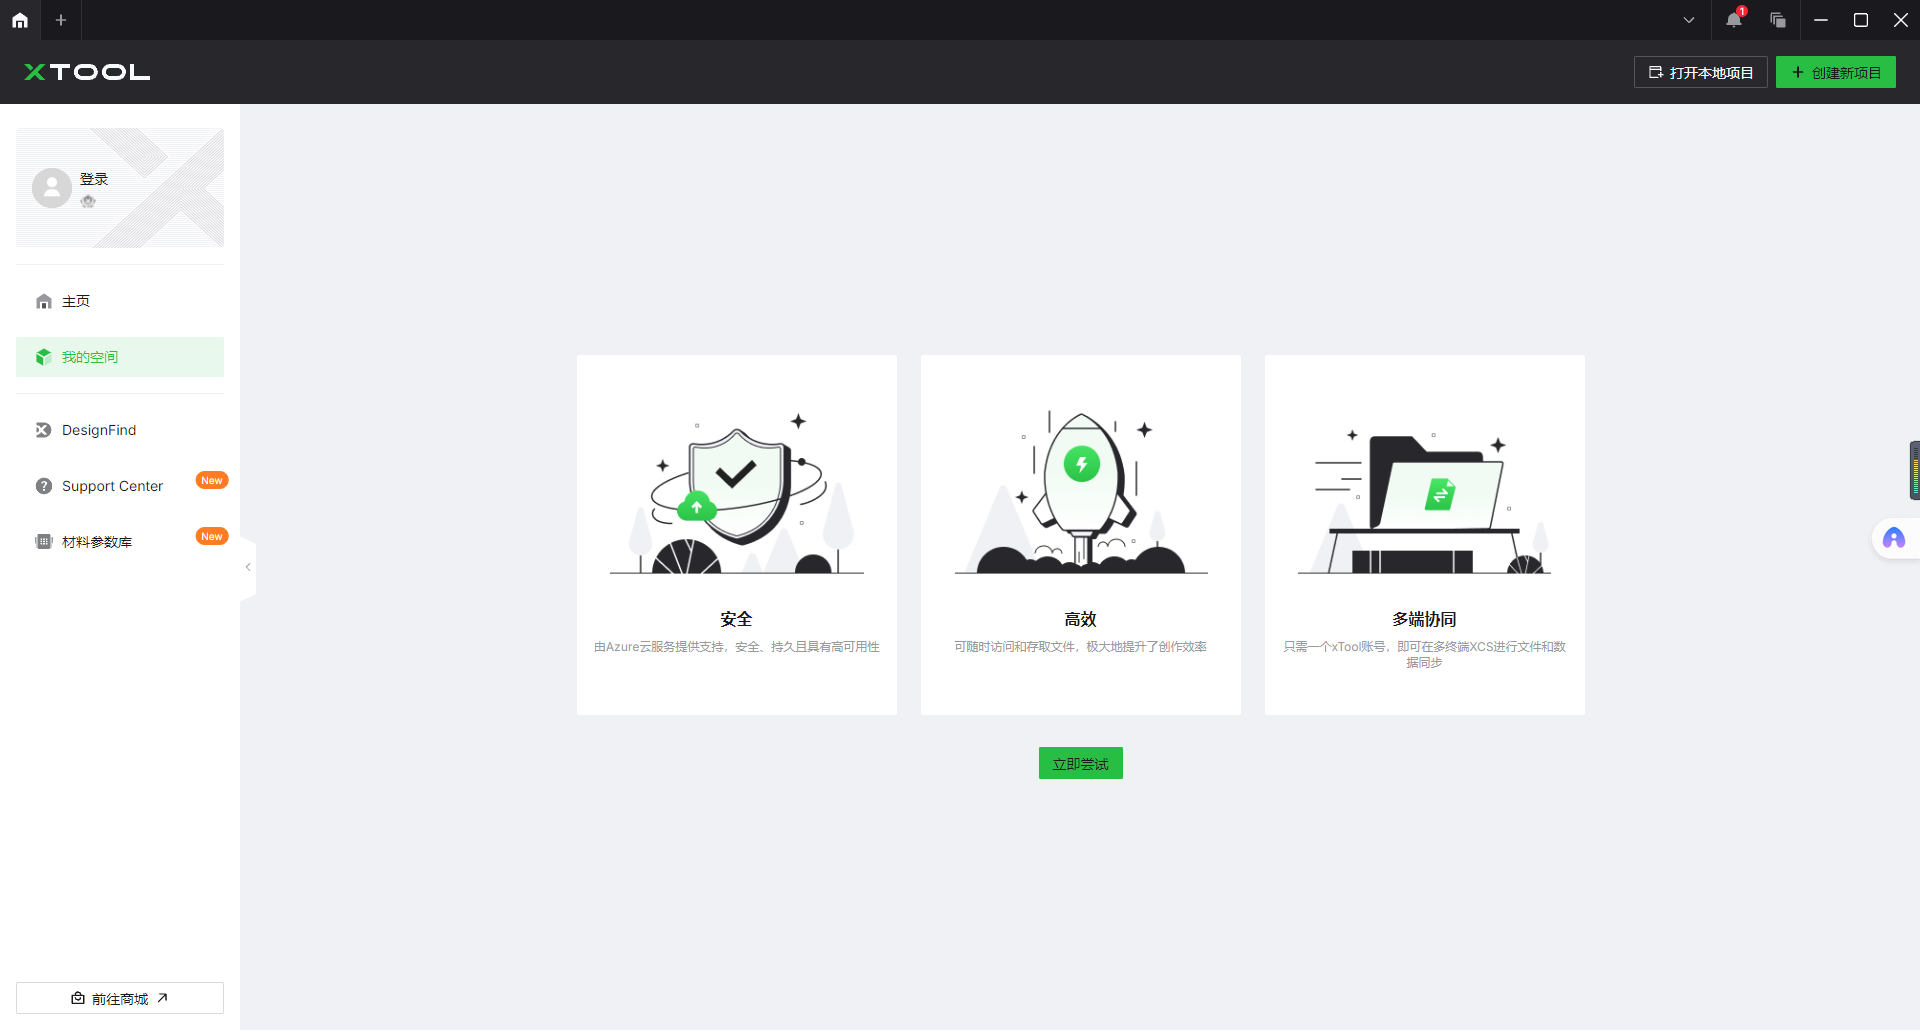 1
XTOOL
打开本地项目
创建新项目
登录
主页
我的空间
DesignFind
Support Center
New
材料参数库
New
安全
由Azure云服务提供支持，安全、持久且具有高可用性
高效
可随时访问和存取文件，极大地提升了创作效率
多端协同
只需一个xTool账号，即可在多终端XCS进行文件和数
据同步
立即尝试
前往商城